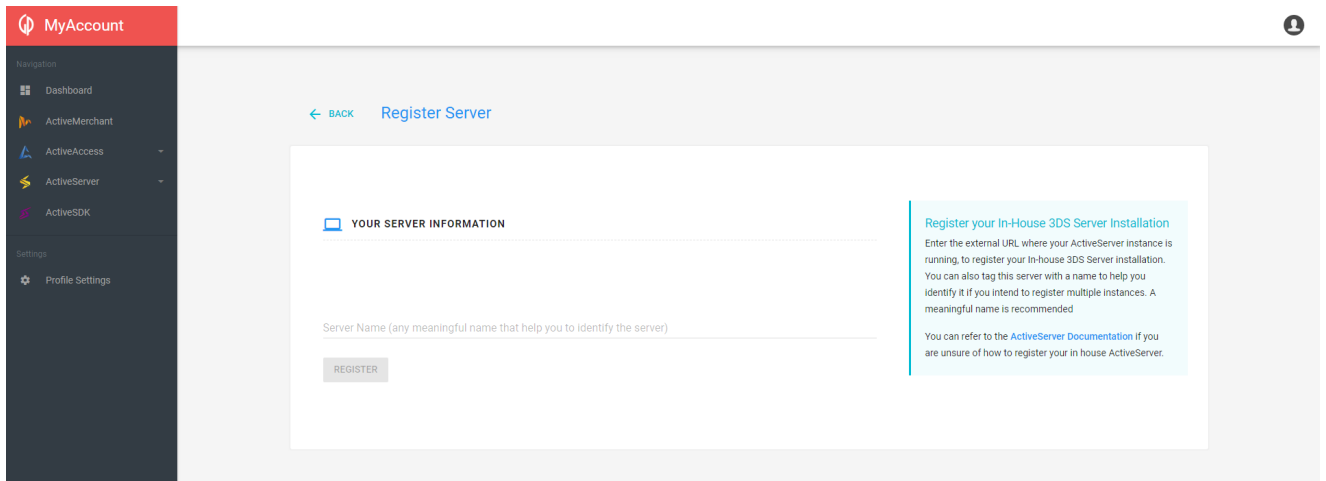 MyAccount
Navigation
Dashboard
ActiveMerchant
ActiveAccess
ActiveServer
ActiveSDK
Settings
Profile Settings
BACK
Register Server
YOUR SERVER INFORMATION
Server Name (any meaningful name that help you to identify the server)
REGISTER
Register your In-House 3DS Server Installation
Enter the external URL where your ActiveServer instance is
running, to register your In-house 3DS Server installation.
You can also tag this server with a name to help you
identify it if you intend to register multiple instances. A
meaningful name is recommended
You can refer to the ActiveServer Documentation if you
are unsure of how to register your in house ActiveServer.